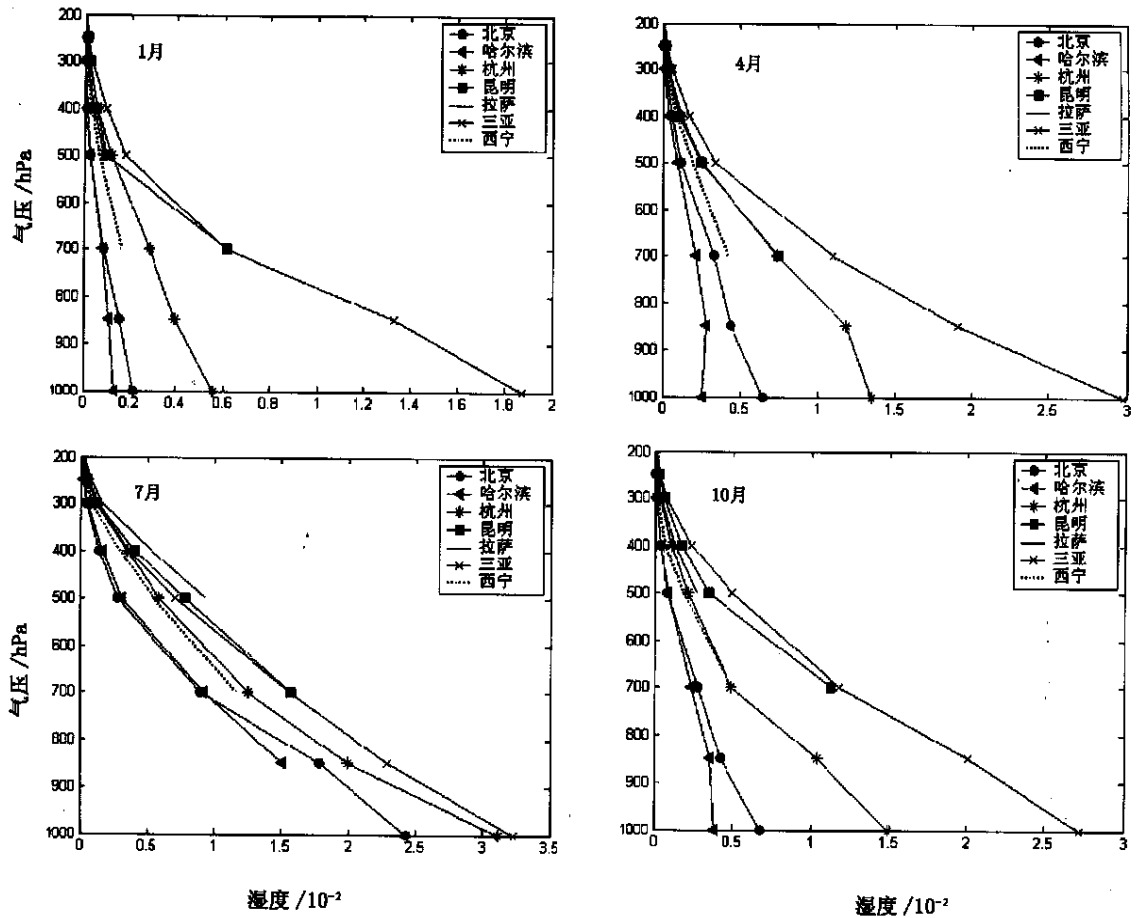 200
300
400
500
600
700
800
900
1000
气压 /hPa
1月
北京
哈尔滨
杭州
昆明
拉萨
三亚
西宁
0 0.2 0.4 0.6 0.8 1 1.2 1.4 1.6 1.8 2
200
300
400
500
600
700
800
900
1000
4月
北京
哈尔滨
杭州
昆明
拉萨
三亚
西宁
0 0.5 1 1.5 2 2.5 3
200
300
400
500
600
700
800
900
1000
气压 /hPa
7月
北京
哈尔滨
杭州
昆明
拉萨
三亚
西宁
0 0.5 1 1.5 2 2.5 3 3.5
湿度 /10⁻²
200
300
400
500
600
700
800
900
1000
10月
北京
哈尔滨
杭州
昆明
拉萨
三亚
西宁
0 0.5 1 1.5 2 2.5 3
湿度 /10⁻²